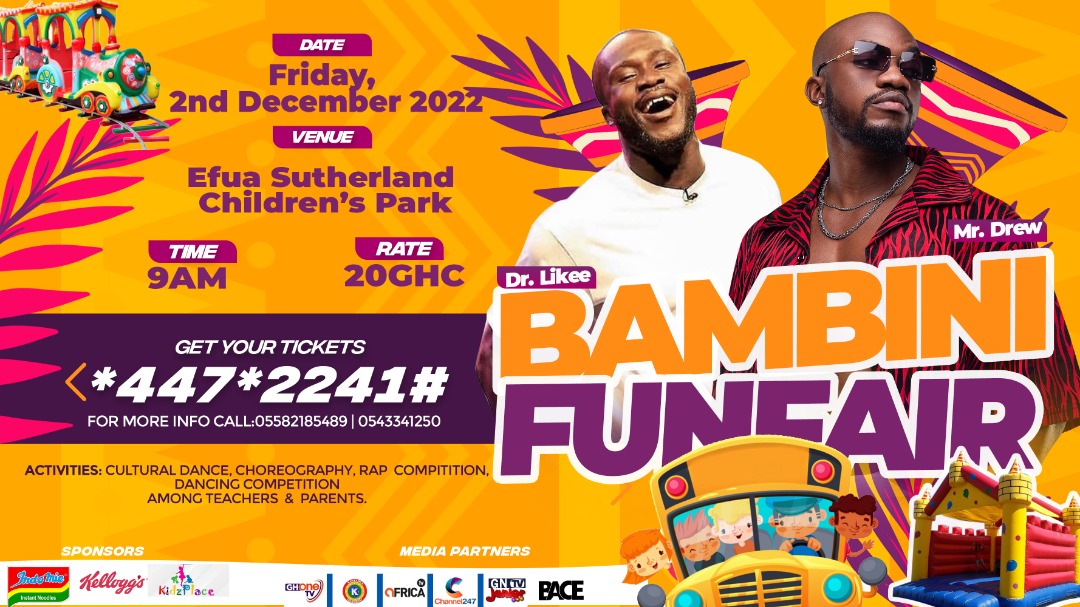 DATE
Friday,
2nd December 2022
VENUE
Efua Sutherland
Children's Park
TIME
9AM
RATE
20GHC
GET YOUR TICKETS
*447*2241#
FOR MORE INFO CALL:05582185489 | 0543341250
ACTIVITIES: CULTURAL DANCE, CHOREOGRAPHY, RAP COMPITITION,
DANCING COMPETITION
AMONG TEACHERS & PARENTS.
Dr. Likee
Mr. Drew
BAMBINI
FUNFAIR
SPONSORS
Indomie
Instant Noodles
Kellogg's
KidzPlace
MEDIA PARTNERS
GHone
TV
K
AFRICA
TV
Channel247
GN TV
Junior
PACE